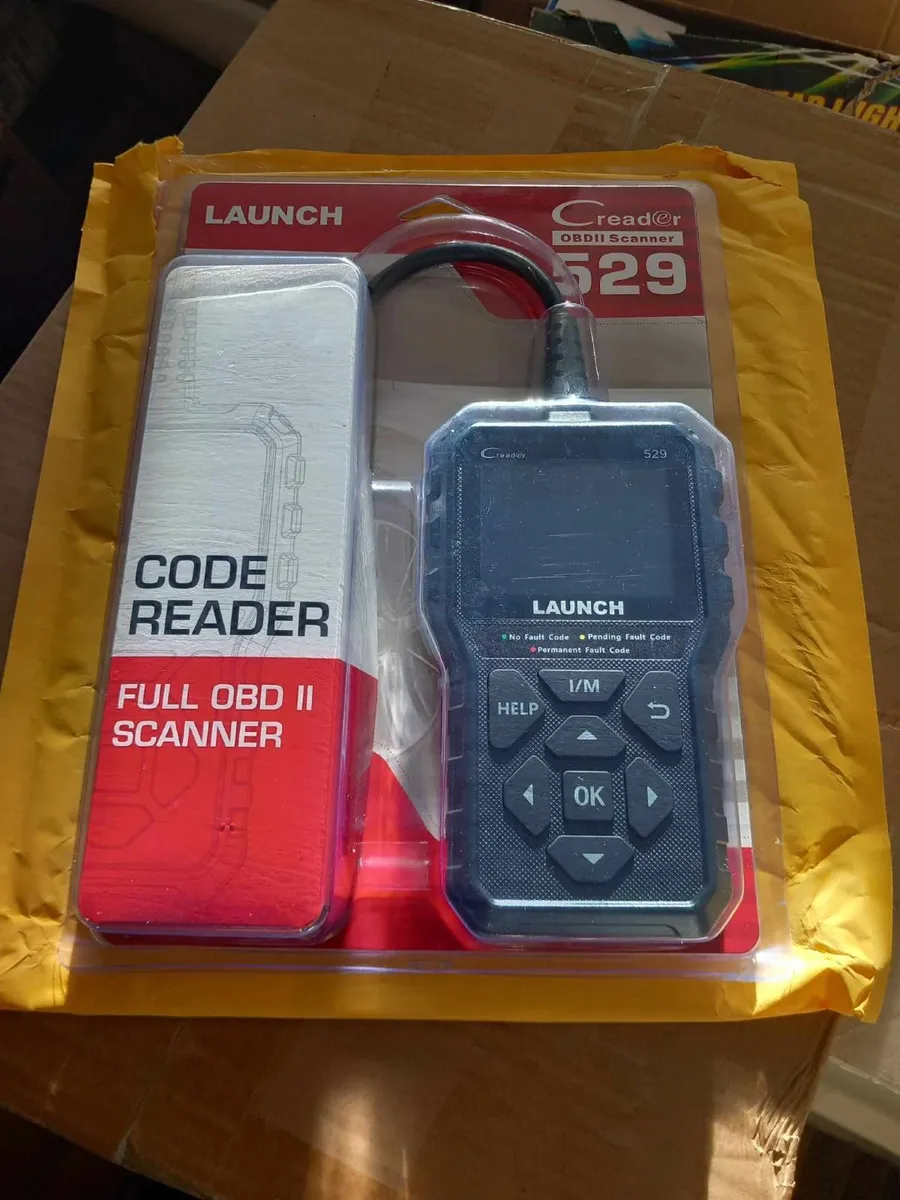 LAUNCH
Creader
OBDII Scanner
529
Creader 529
LAUNCH
No Fault Code Pending Fault Code
Permanent Fault Code
I/M
HELP
OK
CODE
READER
FULL OBD II
SCANNER